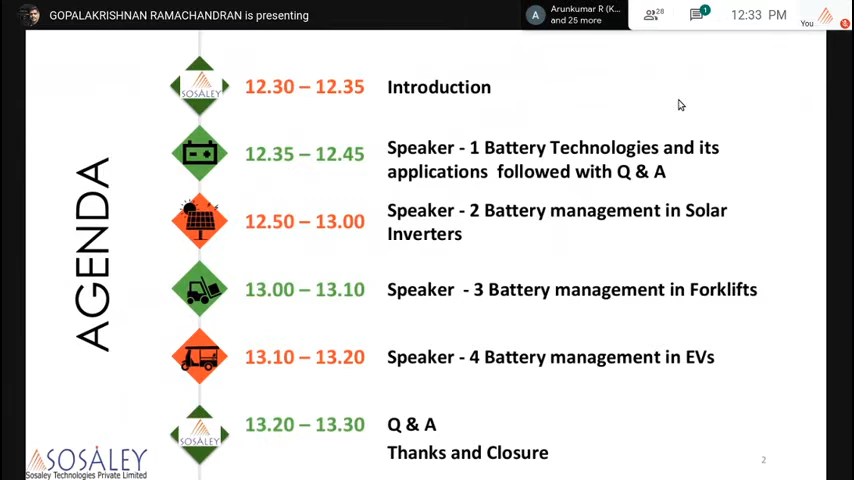 GOPALAKRISHNAN RAMACHANDRAN is presenting
A
Arunkumar R (K...
and 25 more
28
1
12:33 PM
You
AGENDA
SOSALEY
12.30 – 12.35
Introduction
12.35 – 12.45
Speaker - 1 Battery Technologies and its
applications followed with Q & A
12.50 – 13.00
Speaker - 2 Battery management in Solar
Inverters
13.00 – 13.10
Speaker - 3 Battery management in Forklifts
13.10 – 13.20
Speaker - 4 Battery management in EVs
SOSALEY
13.20 – 13.30
Q & A
Thanks and Closure
SOSALEY
Sosaley Technologies Private Limited
2